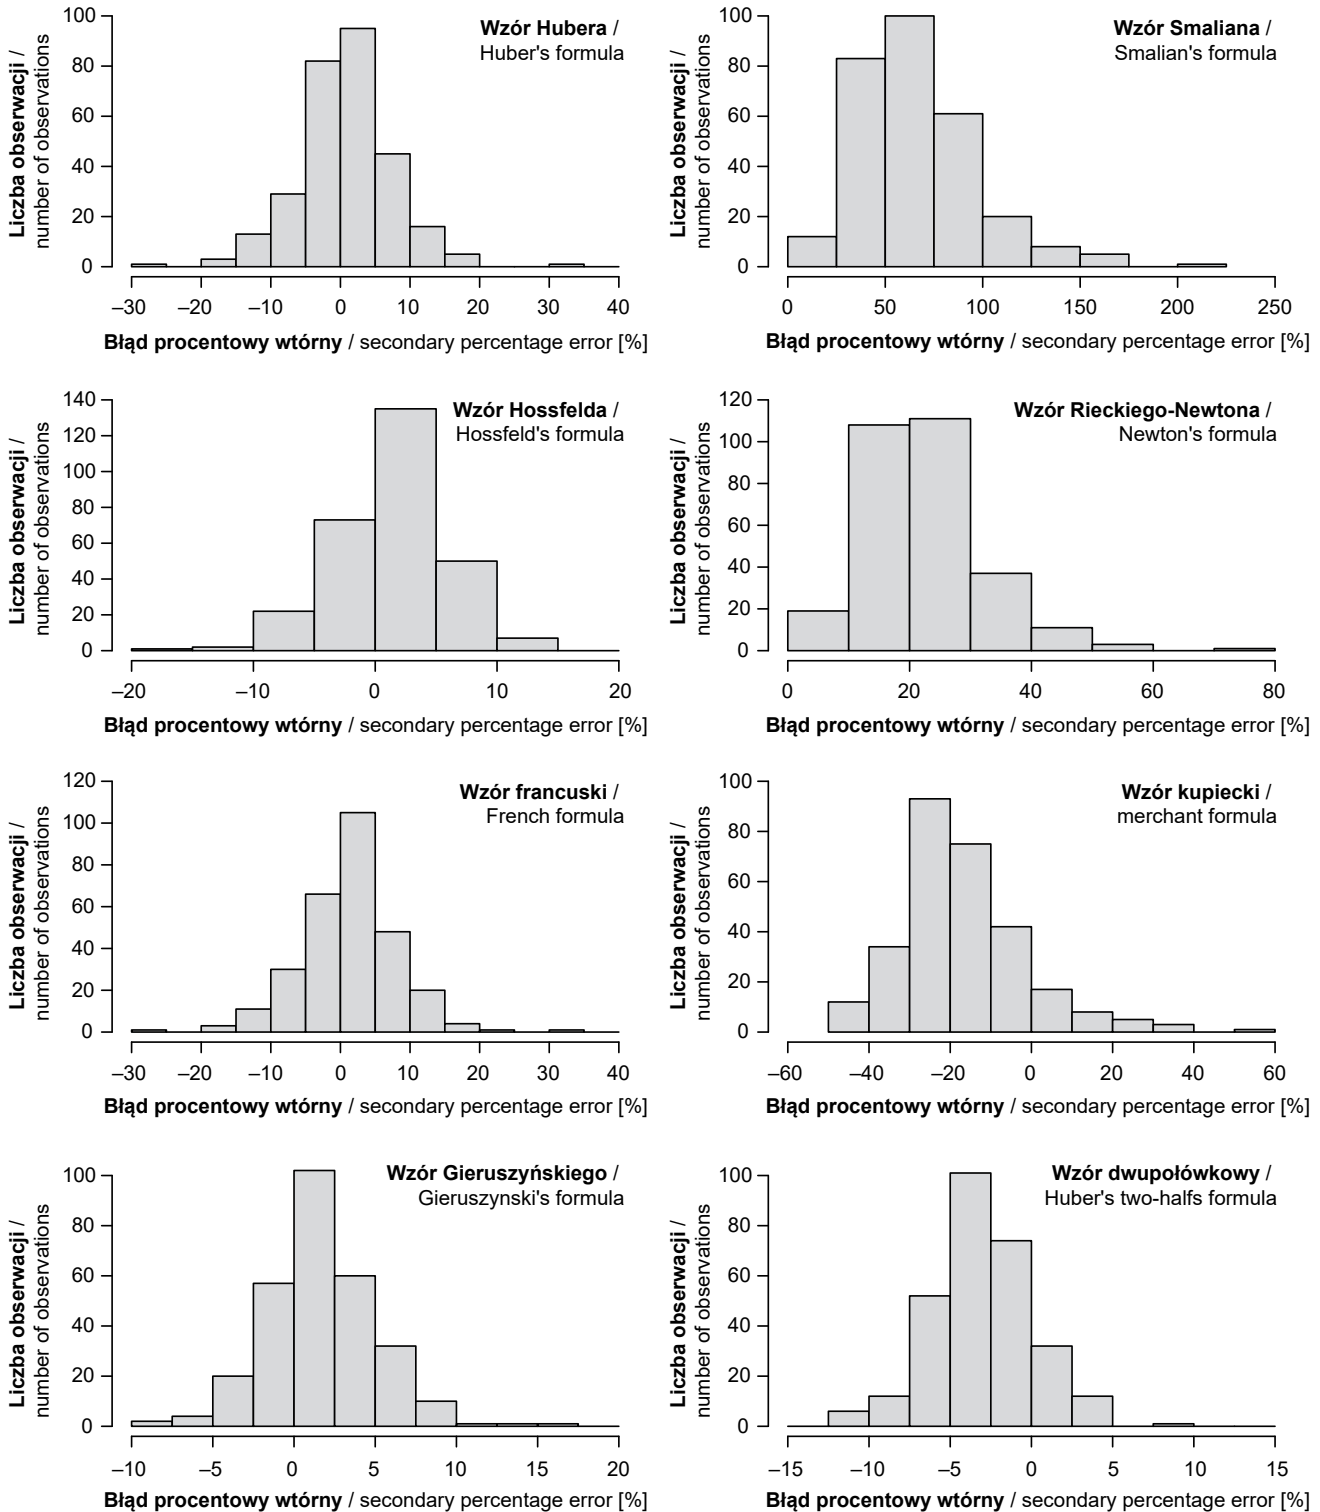 Wzór Hubera /
Huber's formula
Liczba obserwacji /
number of observations
100
80
60
40
20
0
–30 –20 –10 0 10 20 30 40
Błąd procentowy wtórny / secondary percentage error [%]
Wzór Smaliana /
Smalian's formula
Liczba obserwacji /
number of observations
100
80
60
40
20
0
0 50 100 150 200 250
Błąd procentowy wtórny / secondary percentage error [%]
Wzór Hossfelda /
Hossfeld's formula
Liczba obserwacji /
number of observations
140
120
100
80
60
40
20
0
–20 –10 0 10 20
Błąd procentowy wtórny / secondary percentage error [%]
Wzór Rieckiego-Newtona /
Newton's formula
Liczba obserwacji /
number of observations
120
100
80
60
40
20
0
0 20 40 60 80
Błąd procentowy wtórny / secondary percentage error [%]
Wzór francuski /
French formula
Liczba obserwacji /
number of observations
120
100
80
60
40
20
0
–30 –20 –10 0 10 20 30 40
Błąd procentowy wtórny / secondary percentage error [%]
Wzór kupiecki /
merchant formula
Liczba obserwacji /
number of observations
100
80
60
40
20
0
–60 –40 –20 0 20 40 60
Błąd procentowy wtórny / secondary percentage error [%]
Wzór Gieruszyńskiego /
Gieruszynski's formula
Liczba obserwacji /
number of observations
100
80
60
40
20
0
–10 –5 0 5 10 15 20
Błąd procentowy wtórny / secondary percentage error [%]
Wzór dwupołówkowy /
Huber's two-halfs formula
Liczba obserwacji /
number of observations
100
80
60
40
20
0
–15 –10 –5 0 5 10 15
Błąd procentowy wtórny / secondary percentage error [%]